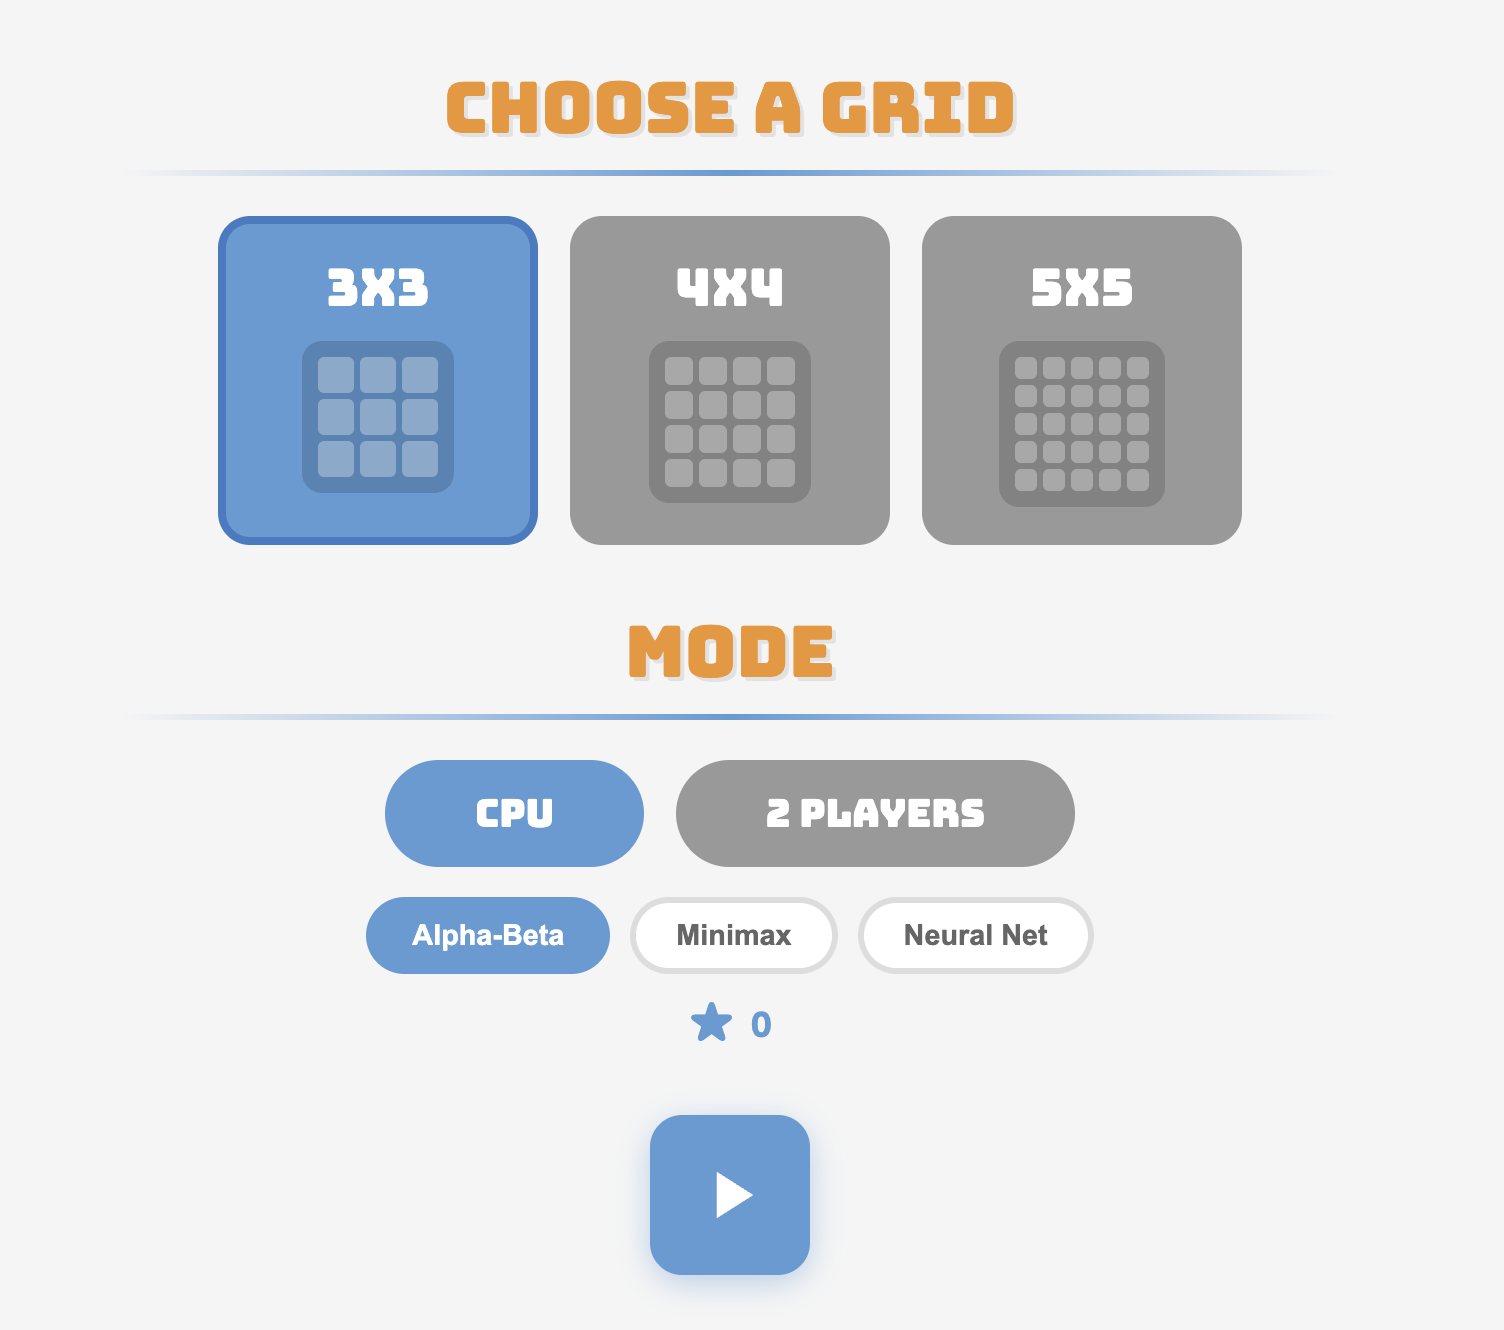 CHOOSE A GRID
3X3 4X4 5X5
MODE
CPU 2 PLAYERS
Alpha-Beta Minimax Neural Net
0